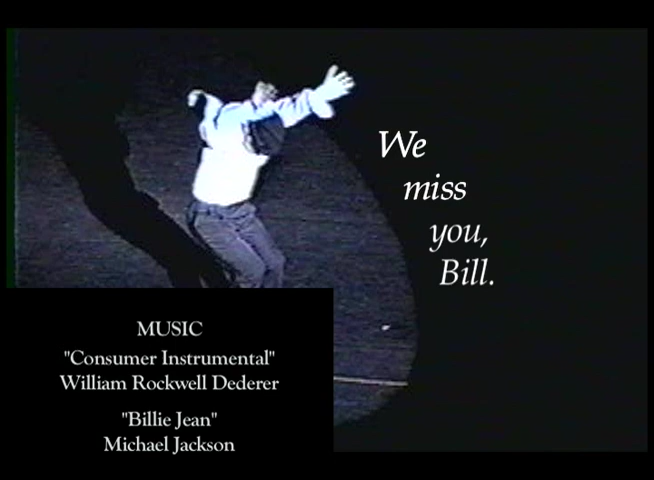 We
miss
you,
Bill.
MUSIC
"Consumer Instrumental"
William Rockwell Dederer
"Billie Jean"
Michael Jackson